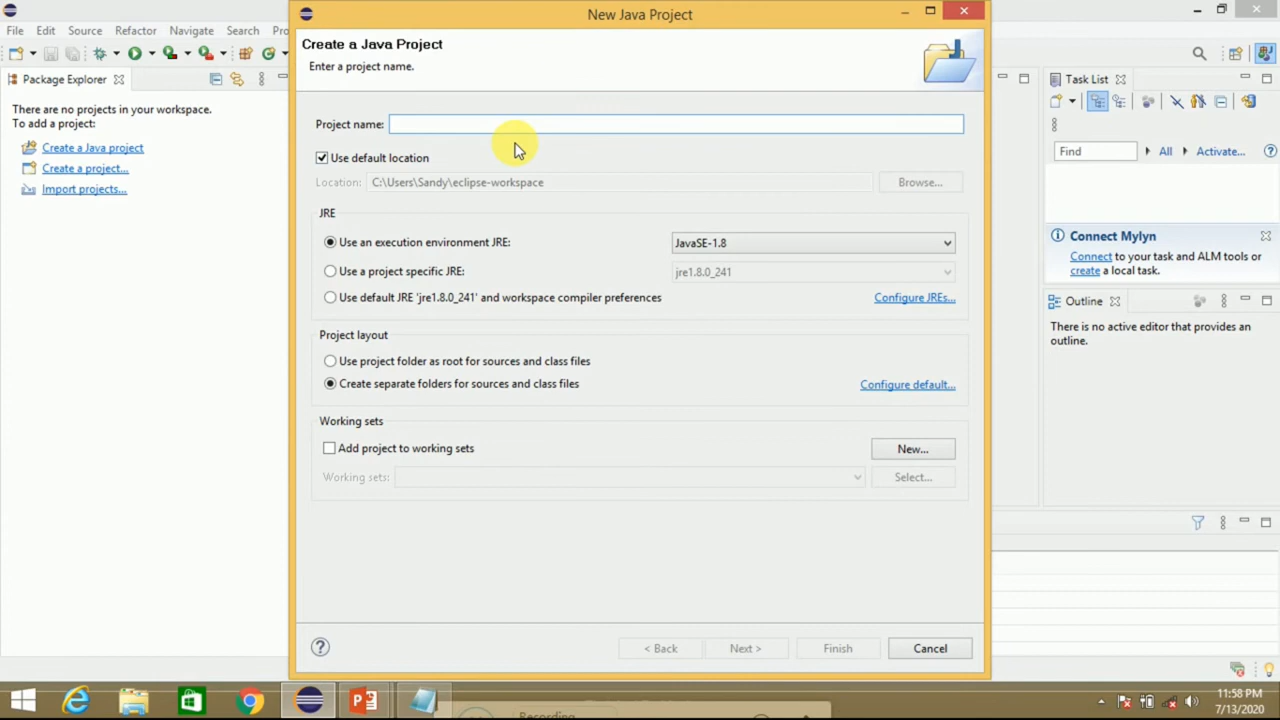 New Java Project
File Edit Source Refactor Navigate Search Pro
Create a Java Project
Enter a project name.
Package Explorer
There are no projects in your workspace.
To add a project:
Create a Java project
Create a project...
Import projects...
Project name:
Use default location
Location: C:\Users\Sandy\eclipse-workspace Browse...
JRE
Use an execution environment JRE: JavaSE-1.8
Use a project specific JRE: jre1.8.0_241
Use default JRE 'jre1.8.0_241' and workspace compiler preferences Configure JREs...
Project layout
Use project folder as root for sources and class files
Create separate folders for sources and class files Configure default...
Working sets
Add project to working sets New...
Working sets: Select...
< Back Next > Finish Cancel
Task List
Find All Activate...
Connect Mylyn
Connect to your task and ALM tools or
create a local task.
Outline
There is no active editor that provides an
outline.
Recording
11:58 PM
7/13/2020